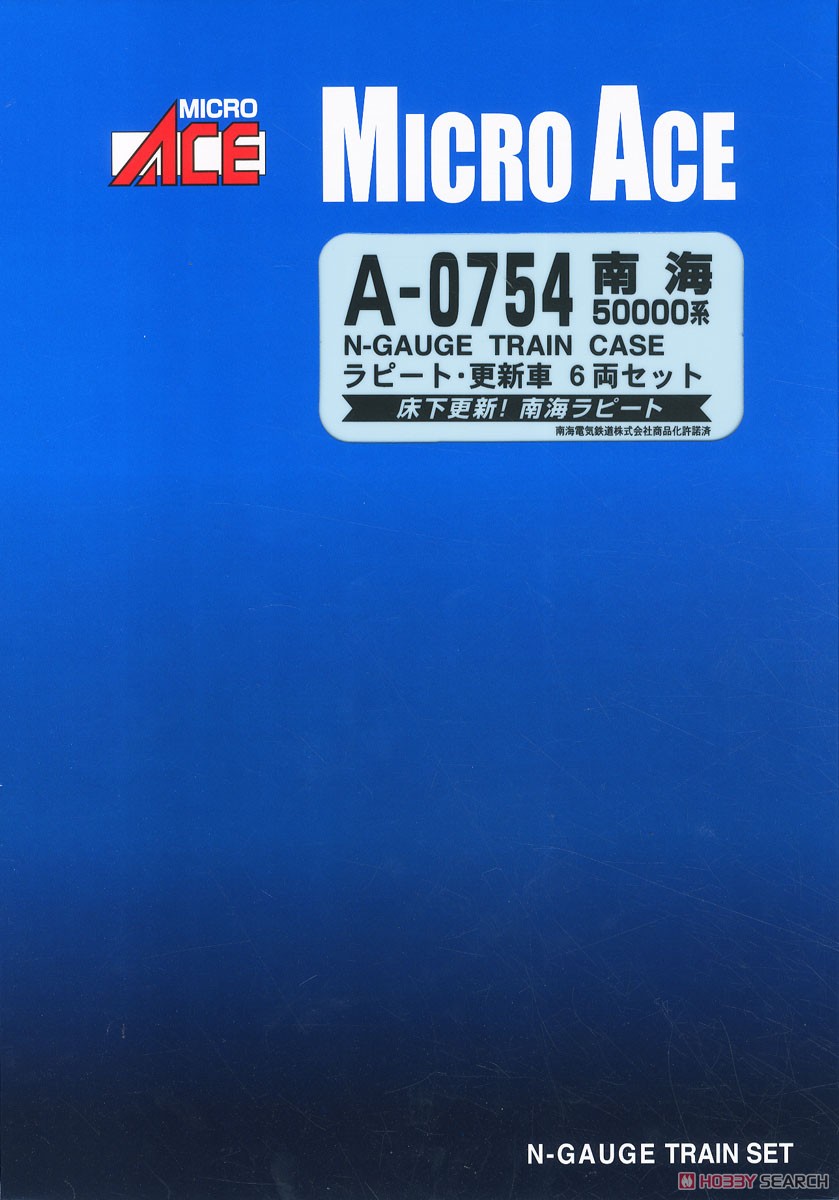 MICRO
ACE
MICRO ACE
A-0754 南海
50000系
N-GAUGE TRAIN CASE
ラピート・更新車 6両セット
床下更新! 南海ラピート
南海電気鉄道株式会社商品化許諾済
N-GAUGE TRAIN SET
HOBBY SEARCH